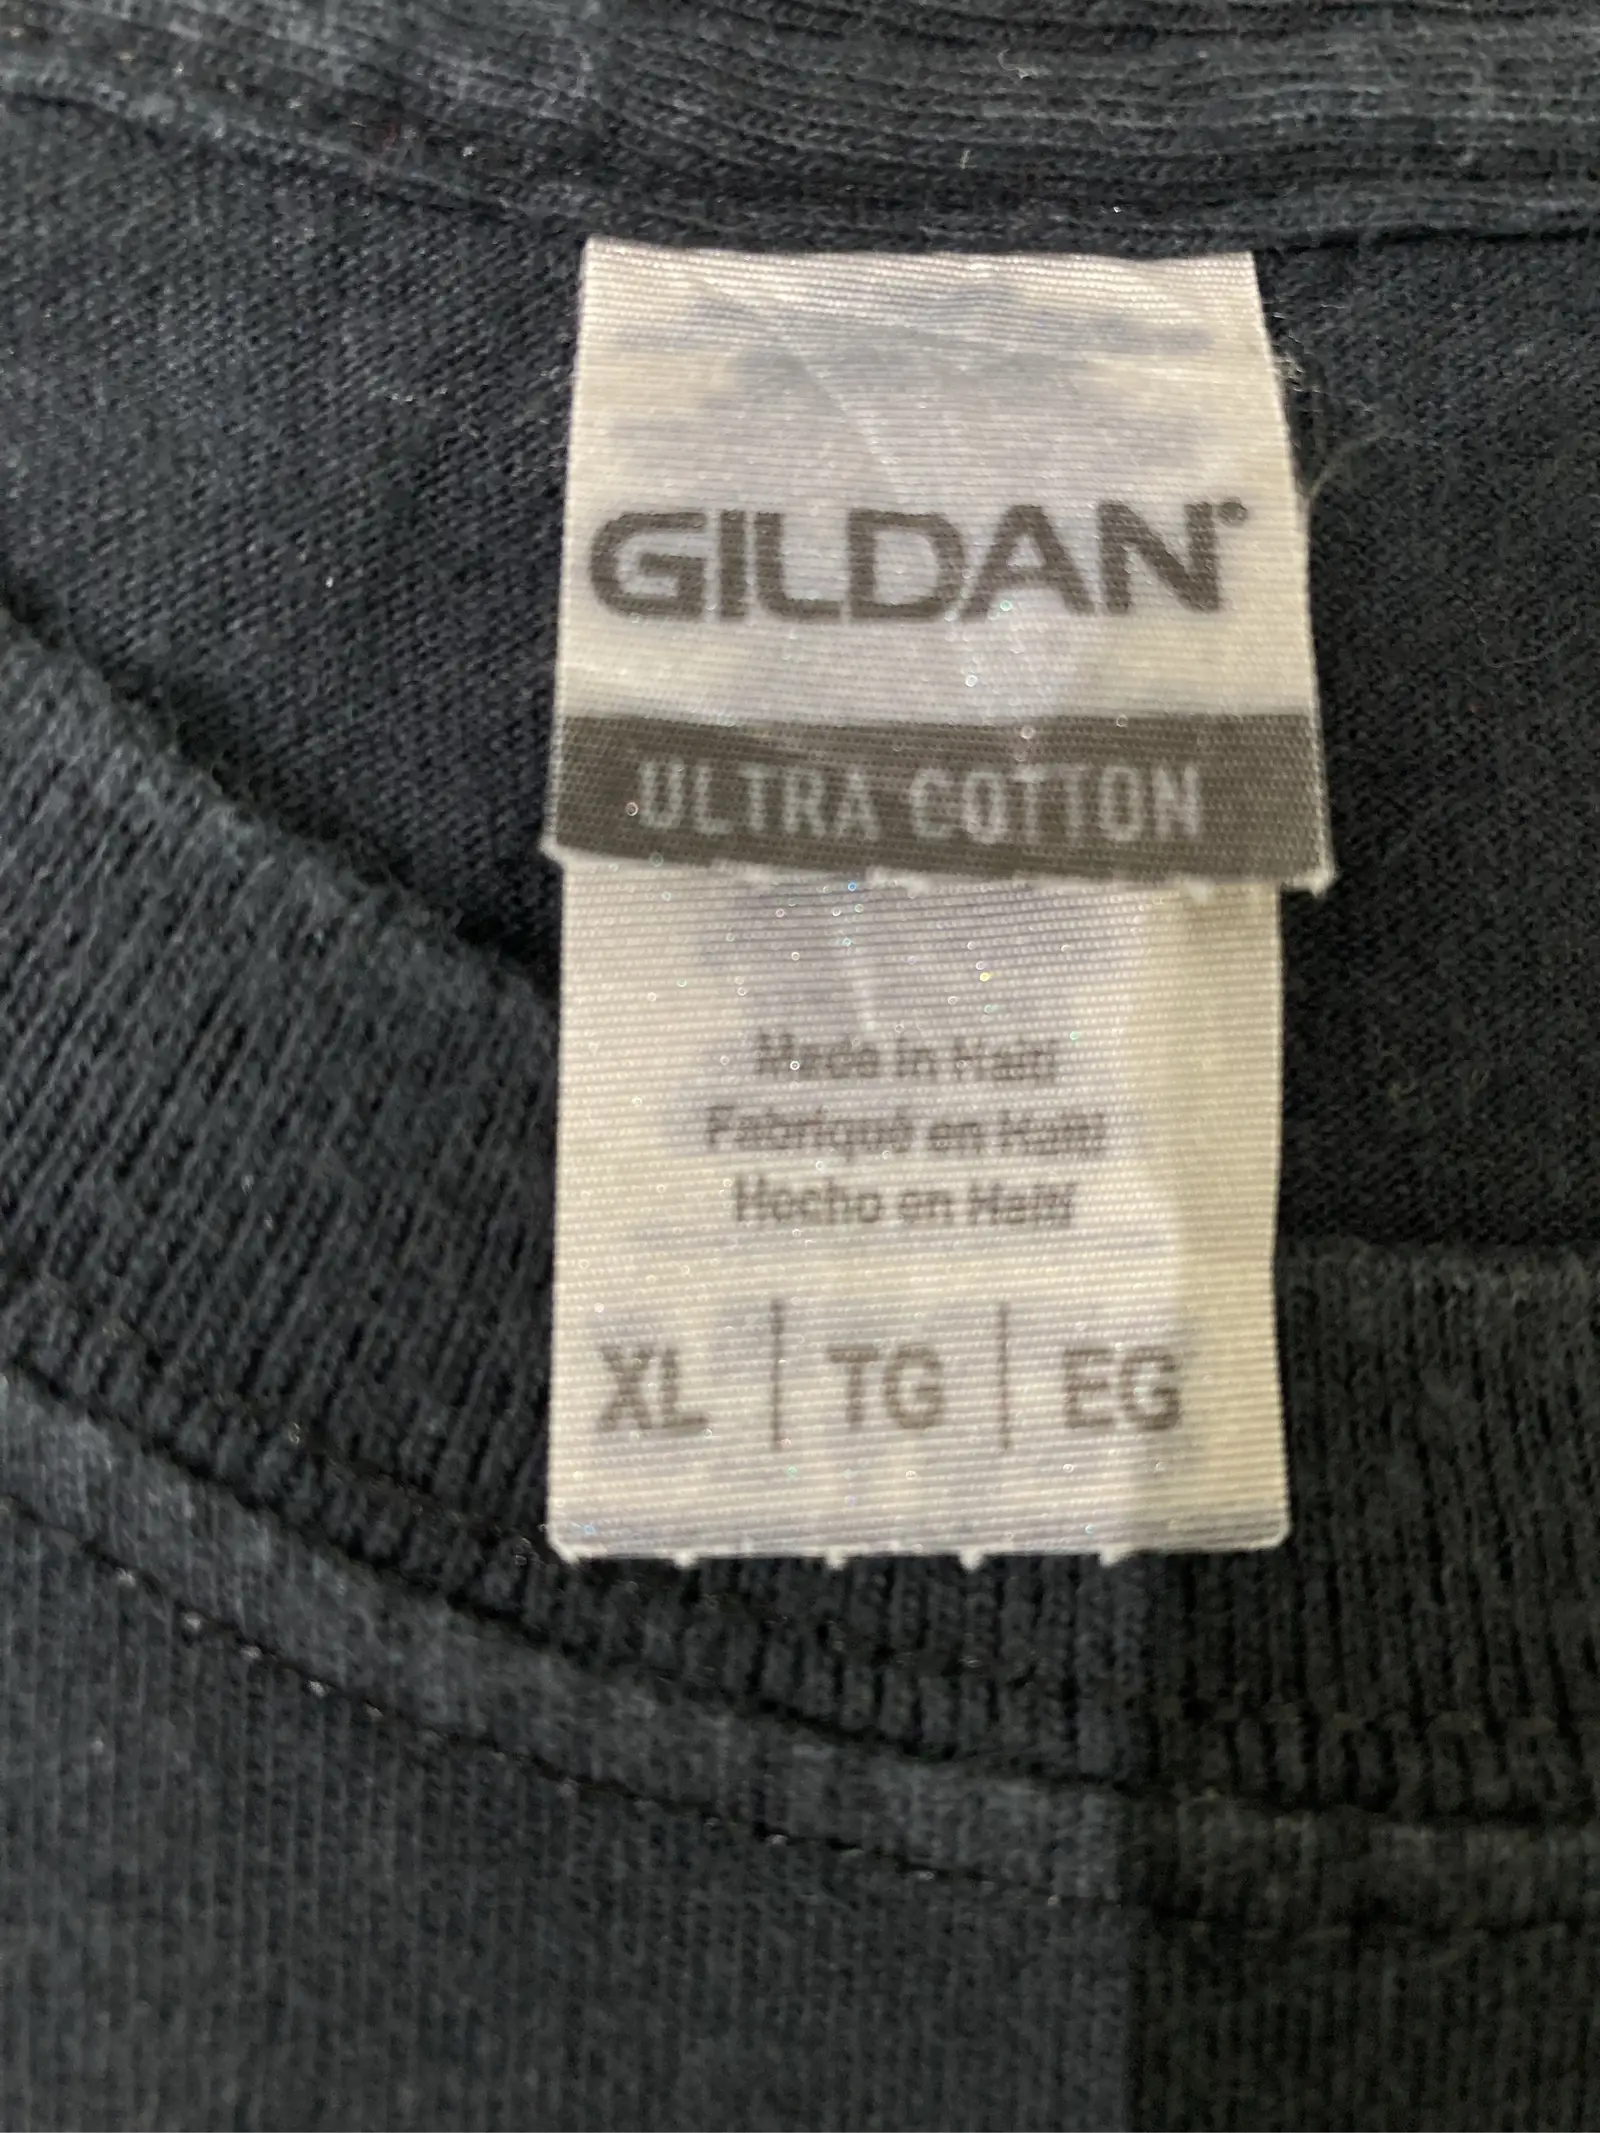 GILDAN®
ULTRA COTTON
Made in Haiti
Fabriqué en Haïti
Hecho en Haití
XL | TG | EG